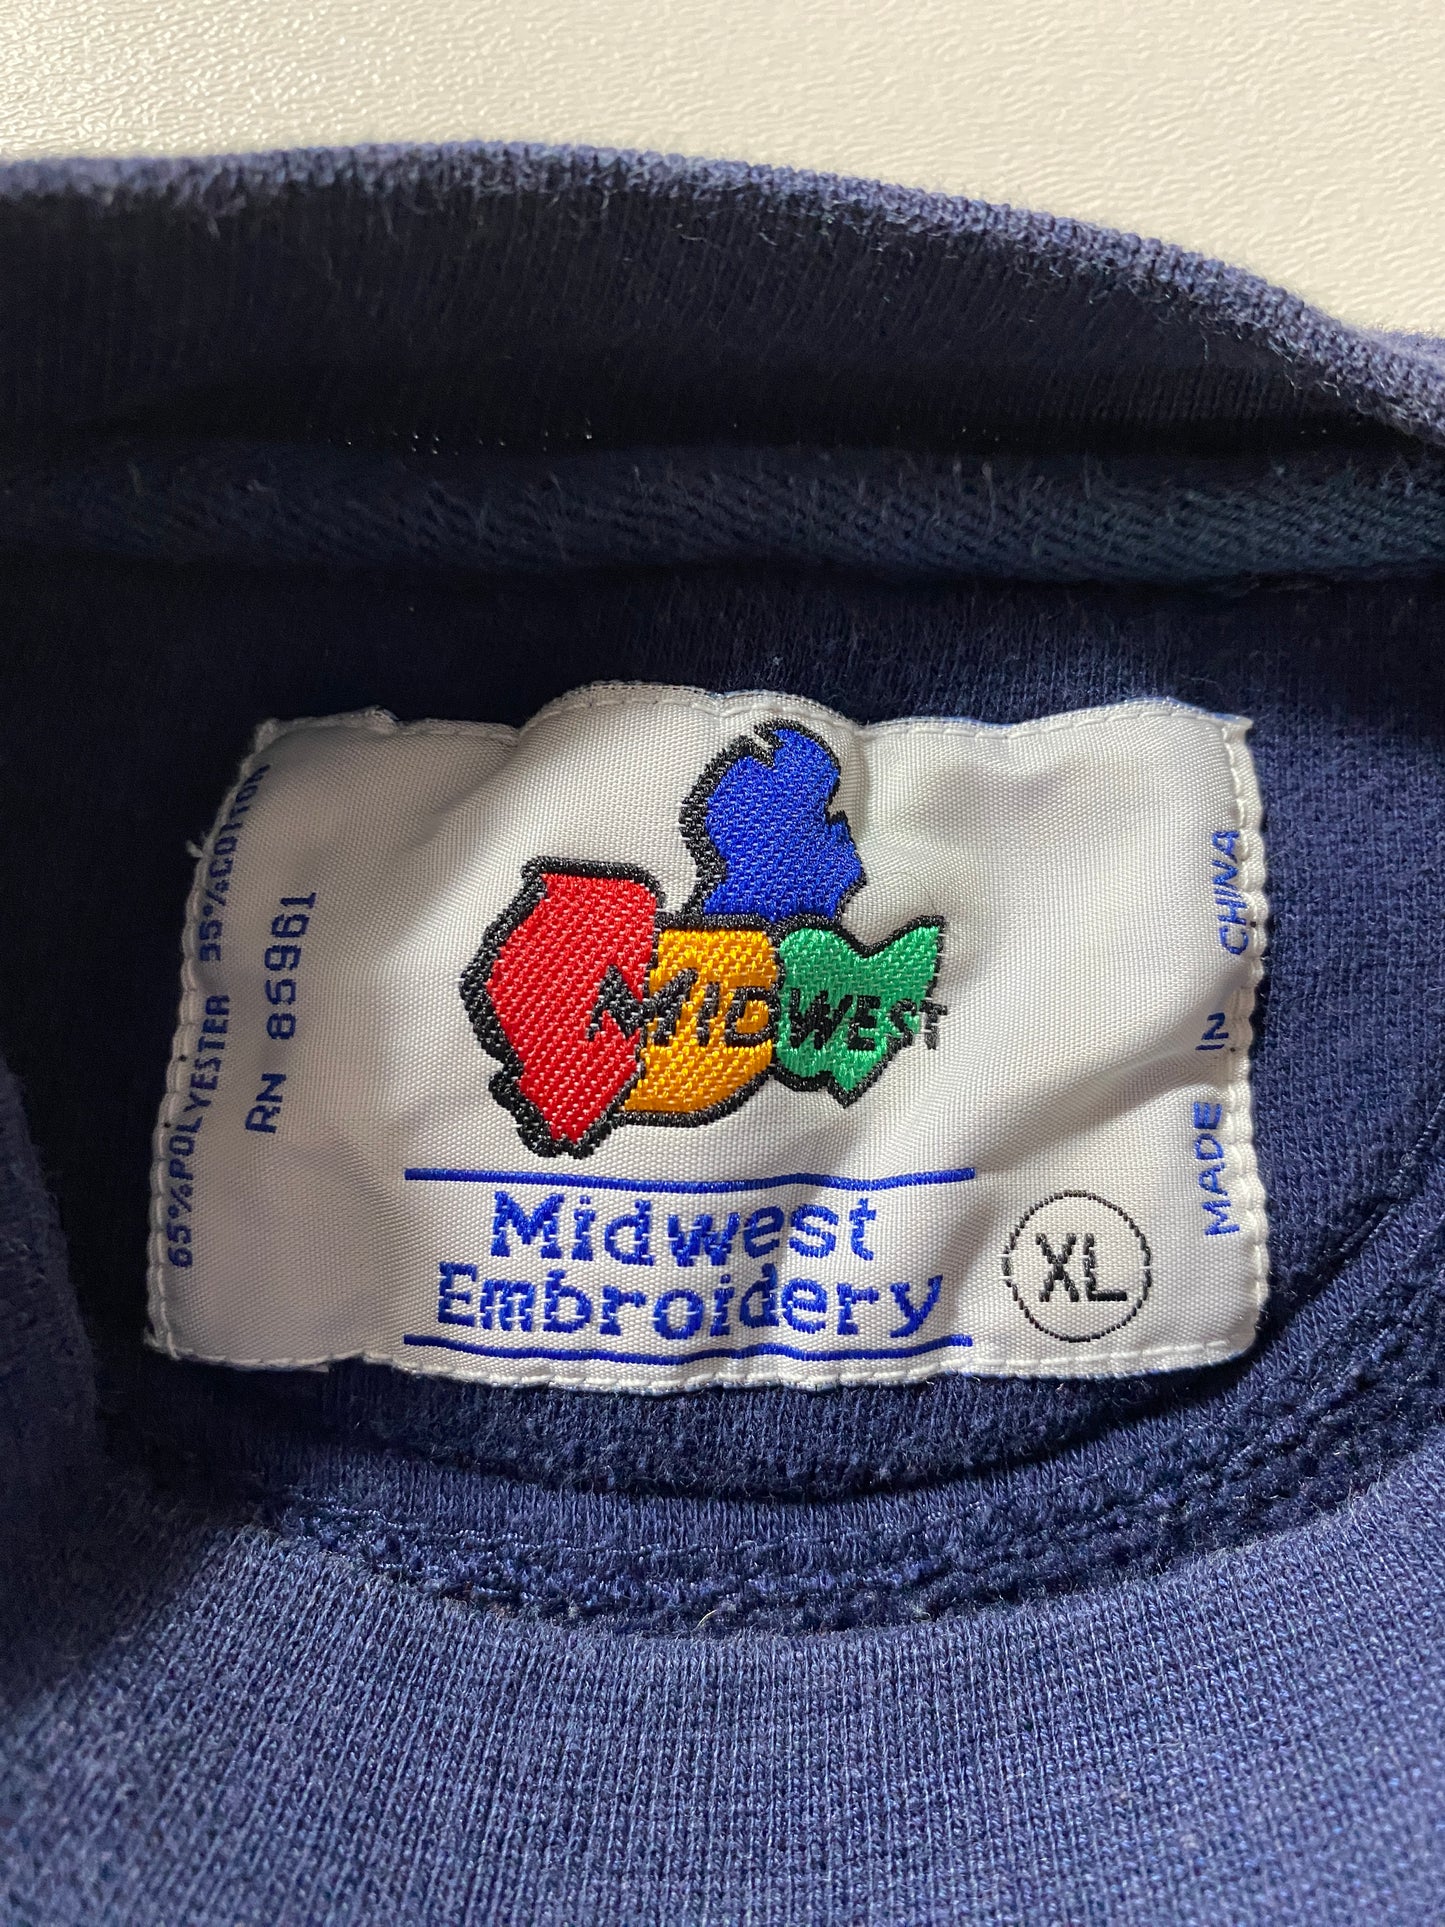 65% POLYESTER 35% COTTON
RN 85961
MIDWEST
Midwest
Embroidery
XL
MADE IN CHINA